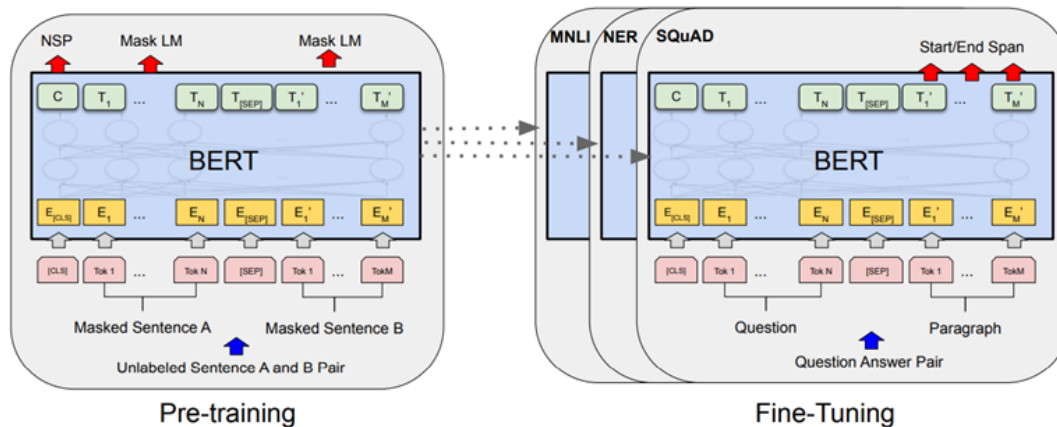 NSP Mask LM Mask LM
C T1 ... TN T[SEP] T1' ... TM'
BERT
E[CLS] E1 ... EN E[SEP] E1' ... EM'
[CLS] Tok 1 ... Tok N [SEP] Tok 1 ... TokM
Masked Sentence A Masked Sentence B
Unlabeled Sentence A and B Pair
Pre-training
MNLI NER SQuAD
Start/End Span
C T1 ... TN T[SEP] T1' ... TM'
BERT
E[CLS] E1 ... EN E[SEP] E1' ... EM'
[CLS] Tok 1 ... Tok N [SEP] Tok 1 ... TokM
Question Paragraph
Question Answer Pair
Fine-Tuning